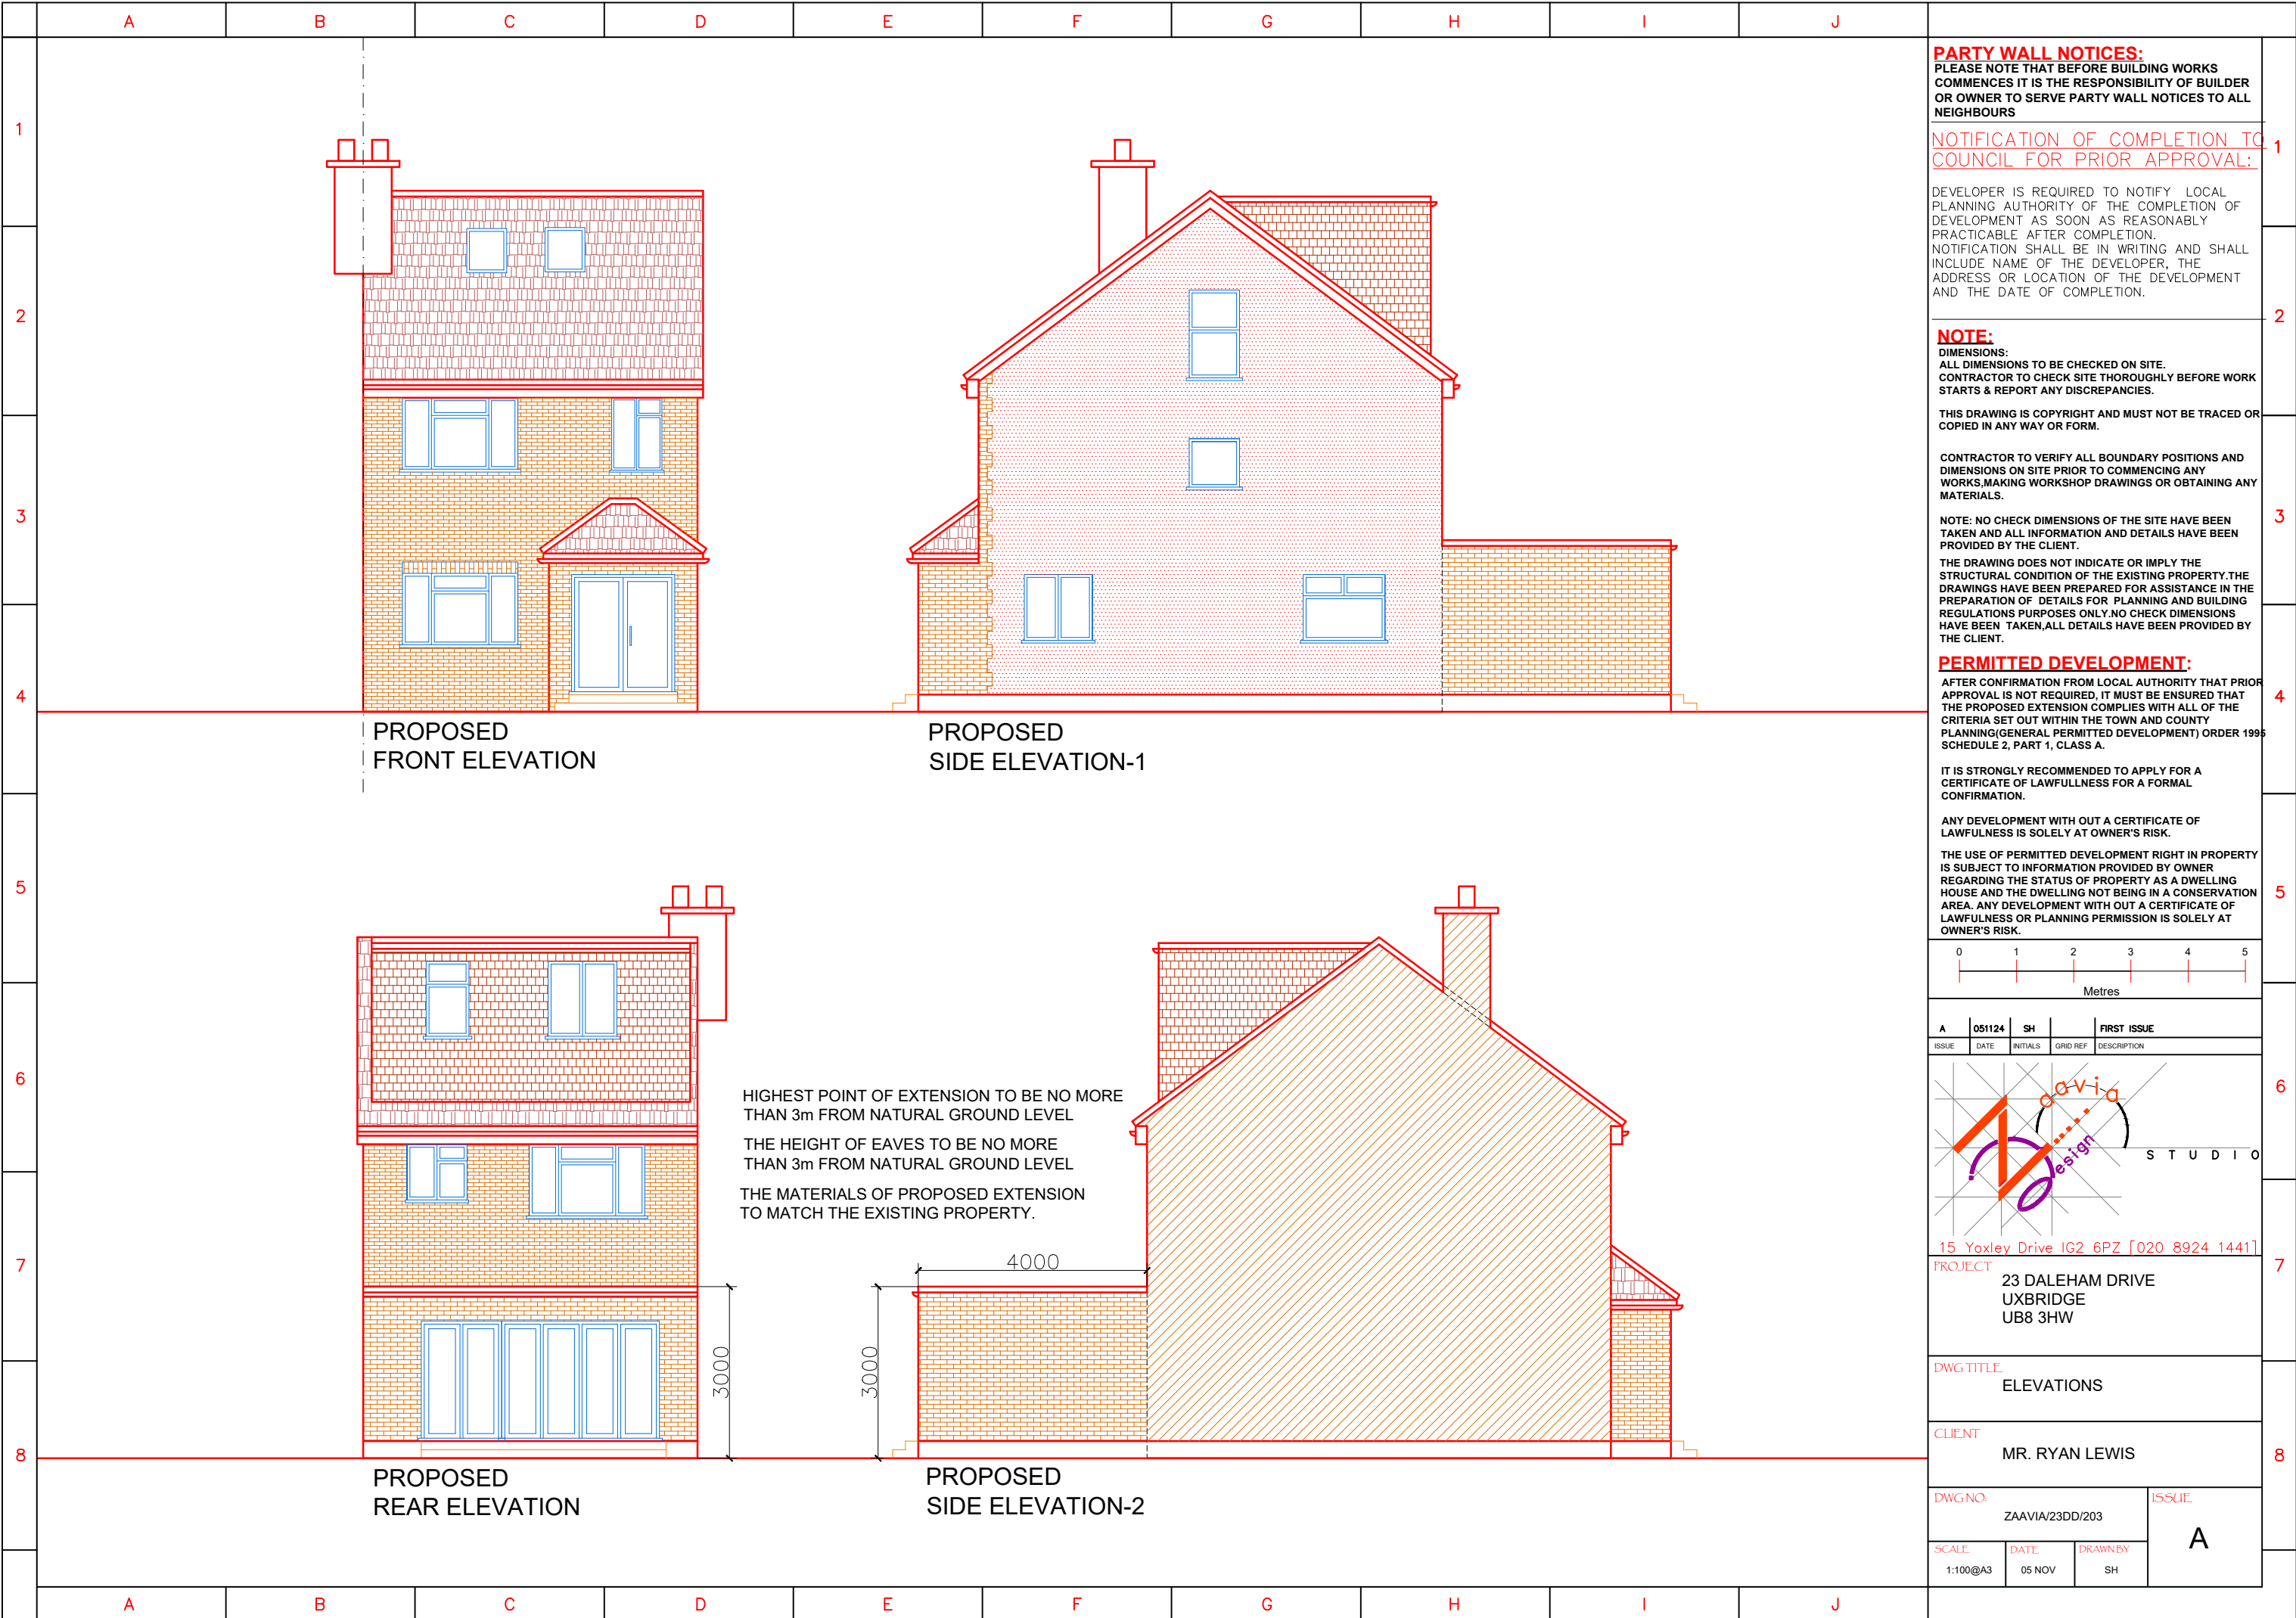 A B C D E F G H I J
1
2
3
4
5
6
7
8
PROPOSED
FRONT ELEVATION
PROPOSED
SIDE ELEVATION-1
HIGHEST POINT OF EXTENSION TO BE NO MORE
THAN 3m FROM NATURAL GROUND LEVEL
THE HEIGHT OF EAVES TO BE NO MORE
THAN 3m FROM NATURAL GROUND LEVEL
THE MATERIALS OF PROPOSED EXTENSION
TO MATCH THE EXISTING PROPERTY.
4000
3000
3000
PROPOSED
REAR ELEVATION
PROPOSED
SIDE ELEVATION-2
A B C D E F G H I J
PARTY WALL NOTICES:
PLEASE NOTE THAT BEFORE BUILDING WORKS
COMMENCES IT IS THE RESPONSIBILITY OF BUILDER
OR OWNER TO SERVE PARTY WALL NOTICES TO ALL
NEIGHBOURS
NOTIFICATION OF COMPLETION TO
COUNCIL FOR PRIOR APPROVAL:
DEVELOPER IS REQUIRED TO NOTIFY LOCAL
PLANNING AUTHORITY OF THE COMPLETION OF
DEVELOPMENT AS SOON AS REASONABLY
PRACTICABLE AFTER COMPLETION.
NOTIFICATION SHALL BE IN WRITING AND SHALL
INCLUDE NAME OF THE DEVELOPER, THE
ADDRESS OR LOCATION OF THE DEVELOPMENT
AND THE DATE OF COMPLETION.
NOTE:
DIMENSIONS:
ALL DIMENSIONS TO BE CHECKED ON SITE.
CONTRACTOR TO CHECK SITE THOROUGHLY BEFORE WORK
STARTS & REPORT ANY DISCREPANCIES.
THIS DRAWING IS COPYRIGHT AND MUST NOT BE TRACED OR
COPIED IN ANY WAY OR FORM.
CONTRACTOR TO VERIFY ALL BOUNDARY POSITIONS AND
DIMENSIONS ON SITE PRIOR TO COMMENCING ANY
WORKS,MAKING WORKSHOP DRAWINGS OR OBTAINING ANY
MATERIALS.
NOTE: NO CHECK DIMENSIONS OF THE SITE HAVE BEEN
TAKEN AND ALL INFORMATION AND DETAILS HAVE BEEN
PROVIDED BY THE CLIENT.
THE DRAWING DOES NOT INDICATE OR IMPLY THE
STRUCTURAL CONDITION OF THE EXISTING PROPERTY.THE
DRAWINGS HAVE BEEN PREPARED FOR ASSISTANCE IN THE
PREPARATION OF DETAILS FOR PLANNING AND BUILDING
REGULATIONS PURPOSES ONLY.NO CHECK DIMENSIONS
HAVE BEEN TAKEN,ALL DETAILS HAVE BEEN PROVIDED BY
THE CLIENT.
PERMITTED DEVELOPMENT:
AFTER CONFIRMATION FROM LOCAL AUTHORITY THAT PRIOR
APPROVAL IS NOT REQUIRED, IT MUST BE ENSURED THAT
THE PROPOSED EXTENSION COMPLIES WITH ALL OF THE
CRITERIA SET OUT WITHIN THE TOWN AND COUNTY
PLANNING(GENERAL PERMITTED DEVELOPMENT) ORDER 1995
SCHEDULE 2, PART 1, CLASS A.
IT IS STRONGLY RECOMMENDED TO APPLY FOR A
CERTIFICATE OF LAWFULLNESS FOR A FORMAL
CONFIRMATION.
ANY DEVELOPMENT WITH OUT A CERTIFICATE OF
LAWFULNESS IS SOLELY AT OWNER'S RISK.
THE USE OF PERMITTED DEVELOPMENT RIGHT IN PROPERTY
IS SUBJECT TO INFORMATION PROVIDED BY OWNER
REGARDING THE STATUS OF PROPERTY AS A DWELLING
HOUSE AND THE DWELLING NOT BEING IN A CONSERVATION
AREA. ANY DEVELOPMENT WITH OUT A CERTIFICATE OF
LAWFULNESS OR PLANNING PERMISSION IS SOLELY AT
OWNER'S RISK.
0 1 2 3 4 5
Metres
A 051124 SH FIRST ISSUE
ISSUE DATE INITIALS GRID REF DESCRIPTION
Zaavia
Design
STUDIO
15 Yoxley Drive IG2 6PZ [020 8924 1441]
PROJECT
23 DALEHAM DRIVE
UXBRIDGE
UB8 3HW
DWG TITLE
ELEVATIONS
CLIENT
MR. RYAN LEWIS
DWG NO:
ZAAVIA/23DD/203
ISSUE
A
SCALE DATE DRAWN BY
1:100@A3 05 NOV SH
1
2
3
4
5
6
7
8